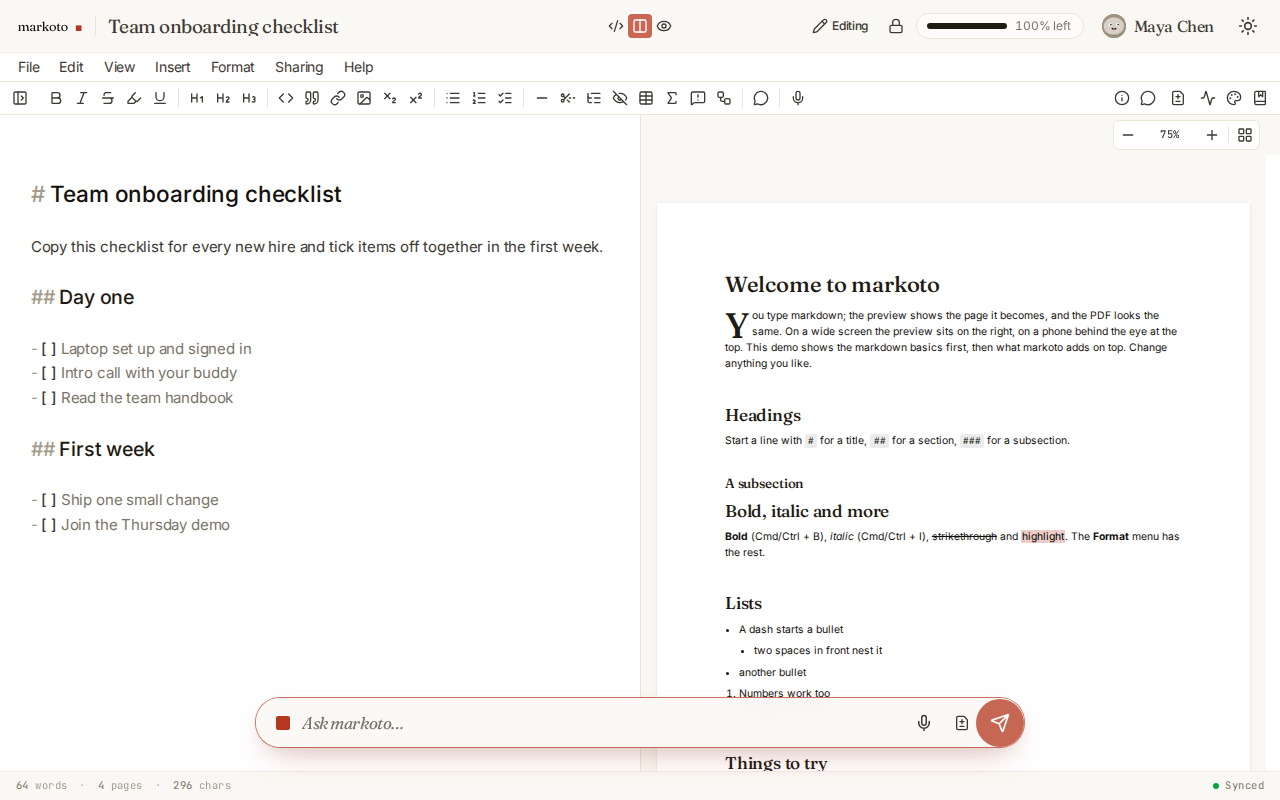 markoto
Team onboarding checklist
Editing
100% left
Maya Chen
File Edit View Insert Format Sharing Help
H1 H2 H3
75%
# Team onboarding checklist
Copy this checklist for every new hire and tick items off together in the first week.
## Day one
- [ ] Laptop set up and signed in
- [ ] Intro call with your buddy
- [ ] Read the team handbook
## First week
- [ ] Ship one small change
- [ ] Join the Thursday demo
Welcome to markoto
You type markdown; the preview shows the page it becomes, and the PDF looks the
same. On a wide screen the preview sits on the right, on a phone behind the eye at the
top. This demo shows the markdown basics first, then what markoto adds on top. Change
anything you like.
Headings
Start a line with # for a title, ## for a section, ### for a subsection.
A subsection
Bold, italic and more
Bold (Cmd/Ctrl + B), italic (Cmd/Ctrl + I), strikethrough and highlight. The Format menu has
the rest.
Lists
• A dash starts a bullet
• two spaces in front nest it
• another bullet
1. Numbers work too
Ask markoto...
Things to try
64 words · 4 pages · 296 chars
Synced